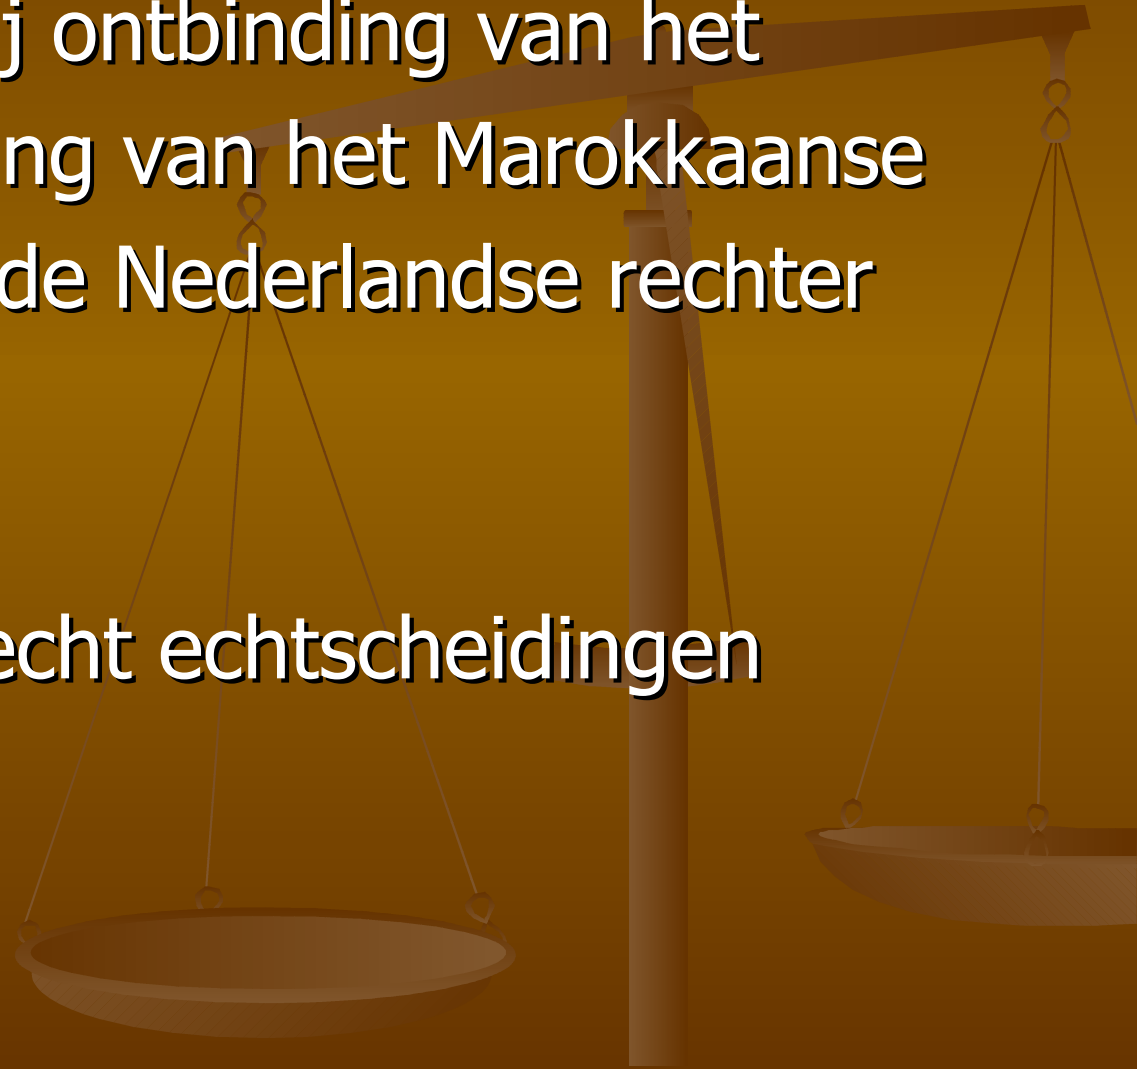 j ontbinding van het
ng van het Marokkaanse
de Nederlandse rechter
echt echtscheidingen